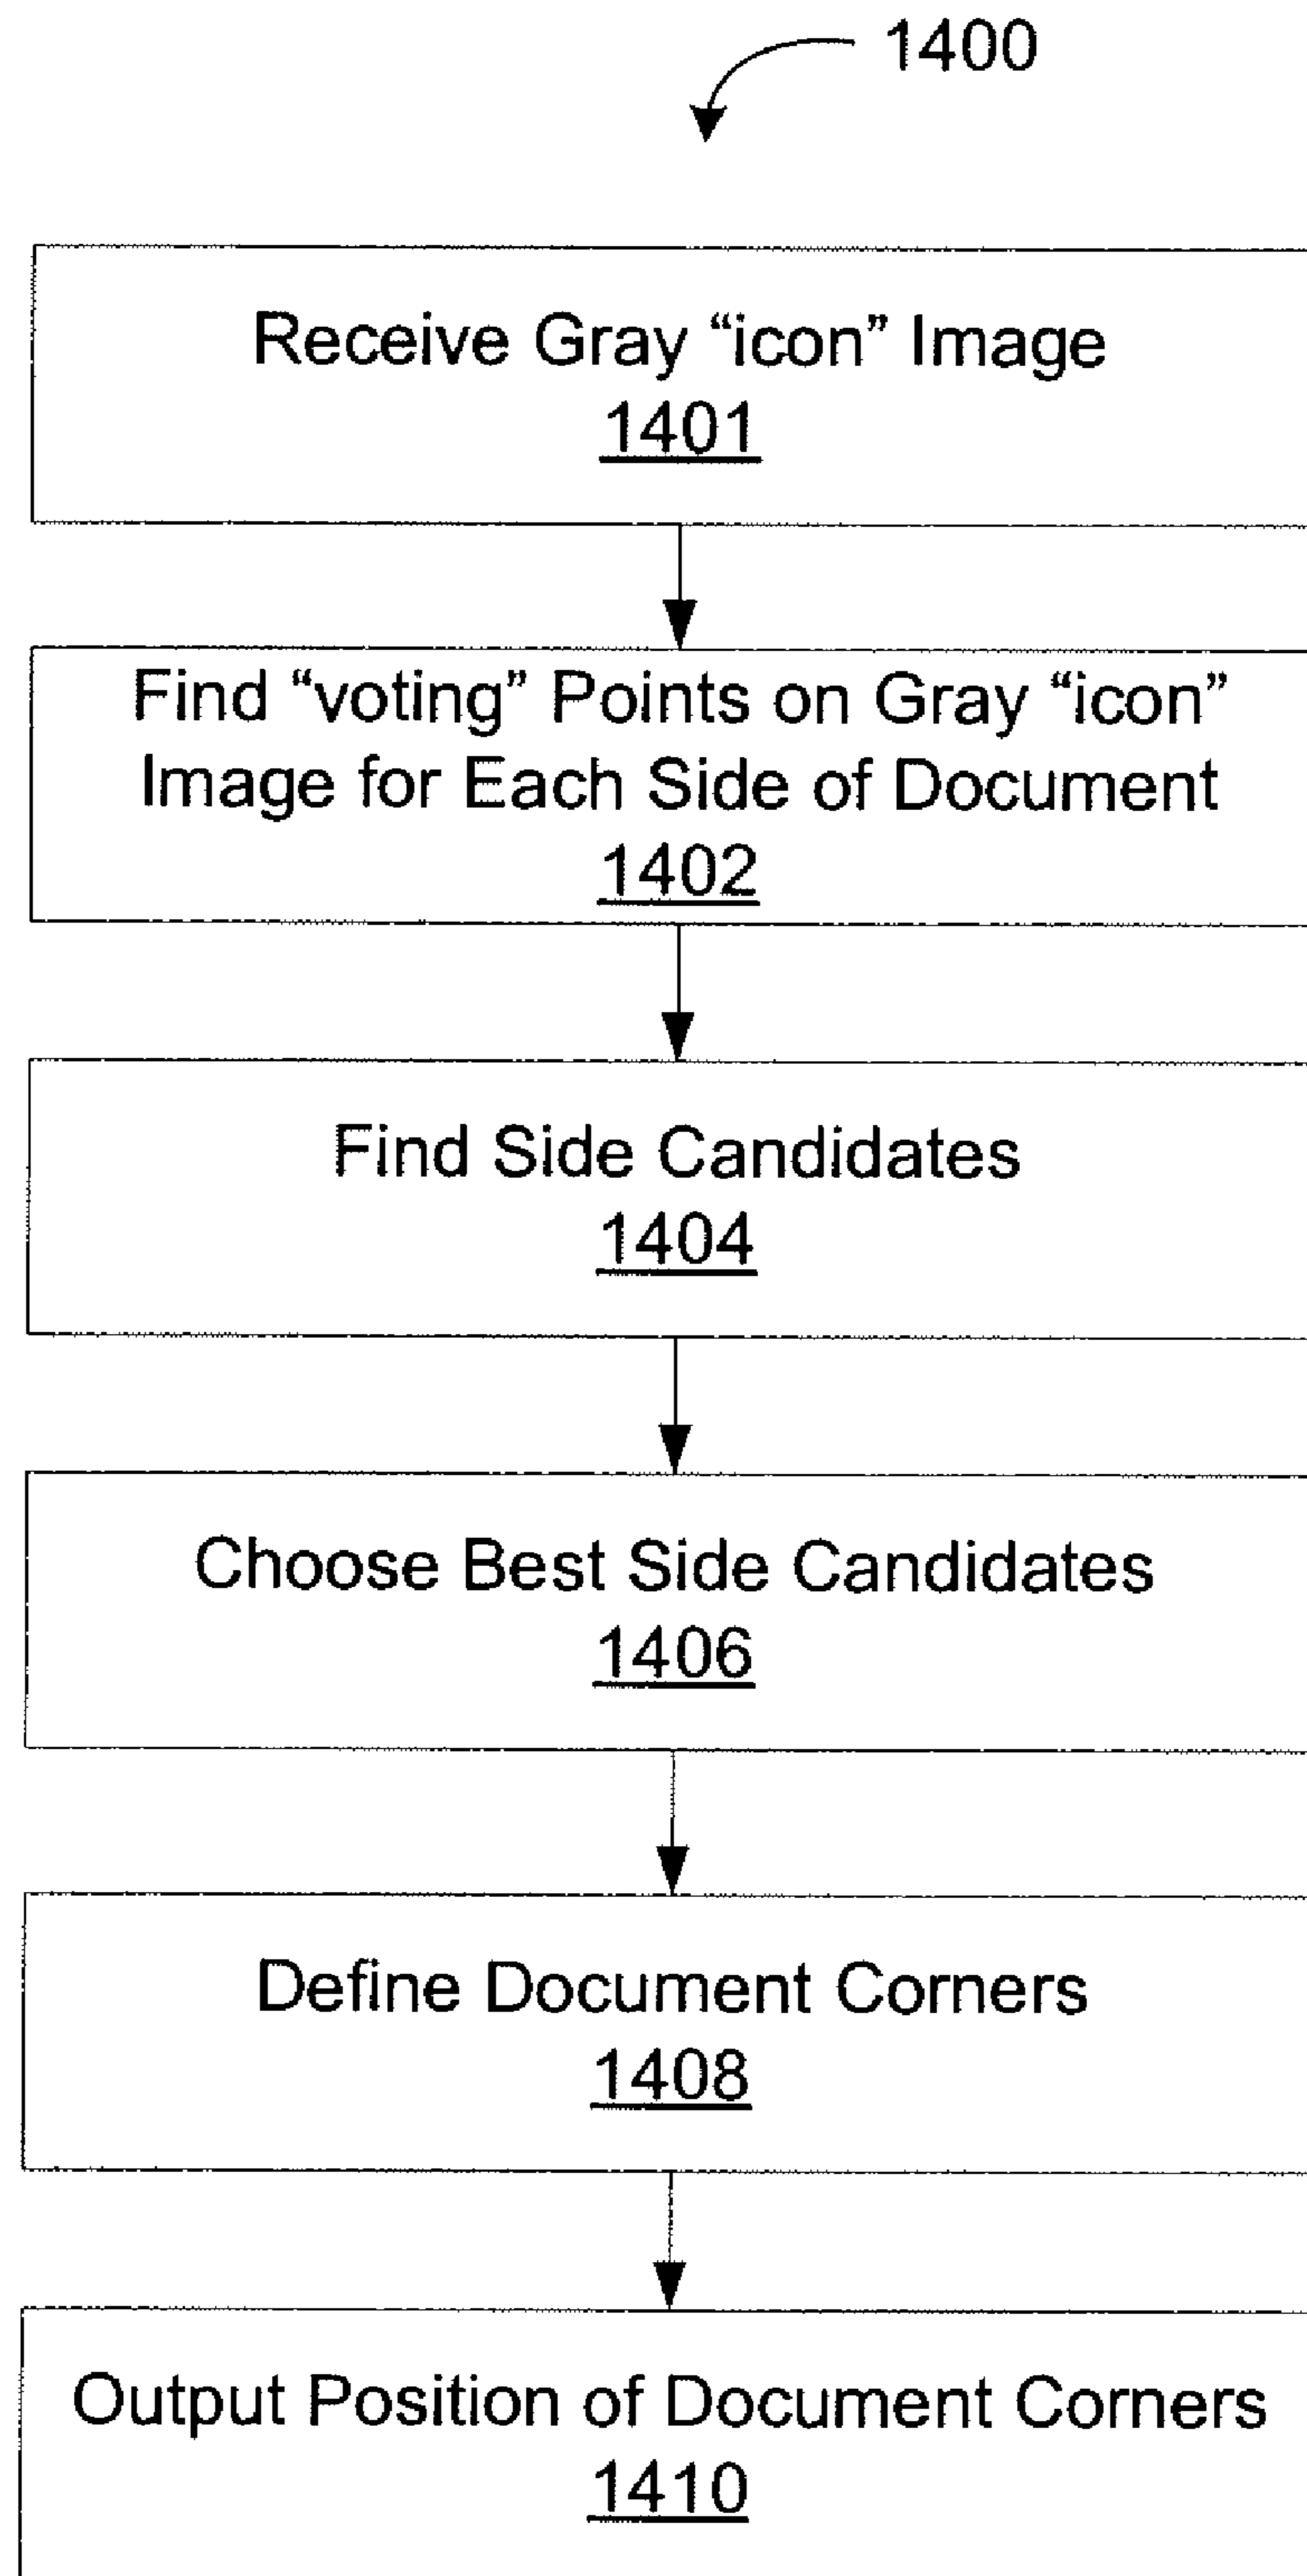 1400
Receive Gray “icon” Image
1401
Find “voting” Points on Gray “icon”
Image for Each Side of Document
1402
Find Side Candidates
1404
Choose Best Side Candidates
1406
Define Document Corners
1408
Output Position of Document Corners
1410